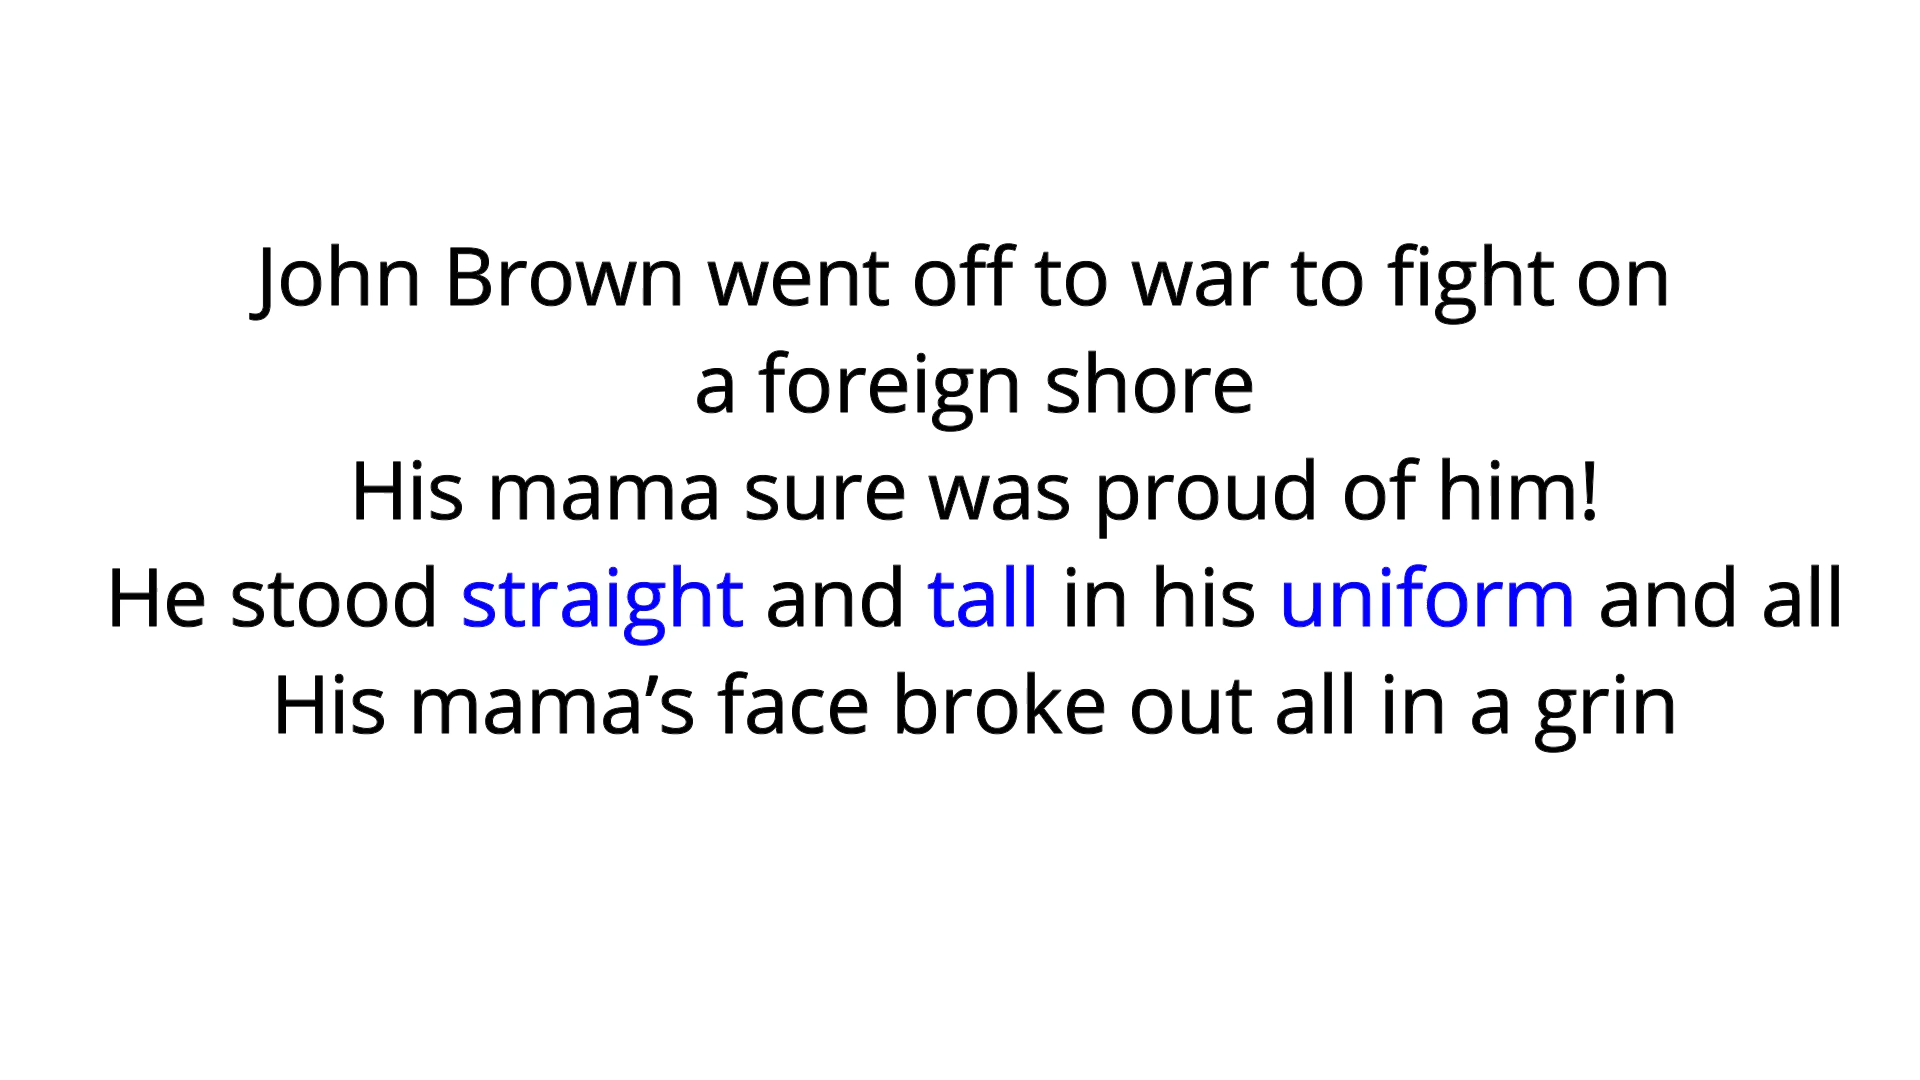 John Brown went off to war to fight on
a foreign shore
His mama sure was proud of him!
He stood straight and tall in his uniform and all
His mama’s face broke out all in a grin